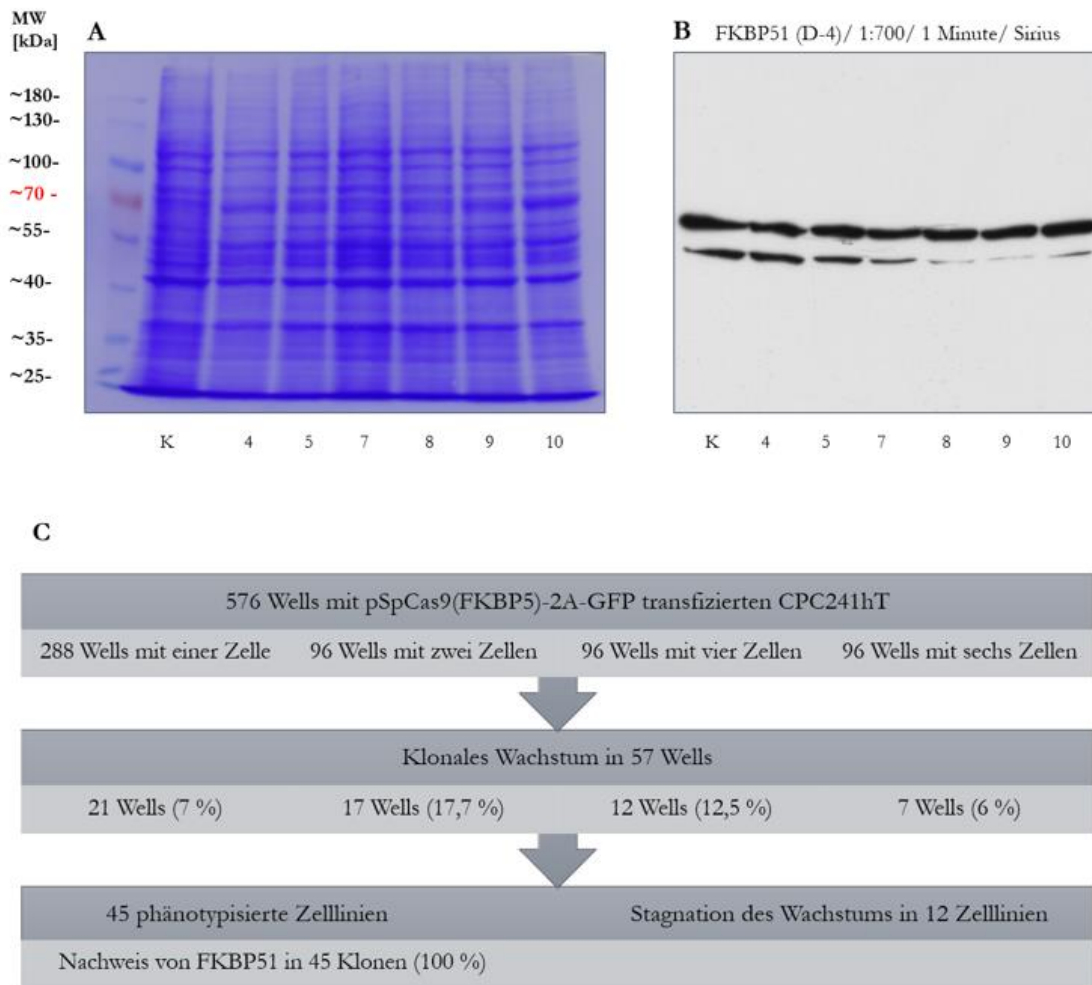 MW
[kDa]
A
~180-
~130-
~100-
~70 -
~55-
~40-
~35-
~25-
K 4 5 7 8 9 10
B FKBP51 (D-4)/ 1:700/ 1 Minute/ Sirius
K 4 5 7 8 9 10
C
576 Wells mit pSpCas9(FKBP5)-2A-GFP transfizierten CPC241hT
288 Wells mit einer Zelle 96 Wells mit zwei Zellen 96 Wells mit vier Zellen 96 Wells mit sechs Zellen
Klonales Wachstum in 57 Wells
21 Wells (7 %) 17 Wells (17,7 %) 12 Wells (12,5 %) 7 Wells (6 %)
45 phänotypisierte Zelllinien Stagnation des Wachstums in 12 Zelllinien
Nachweis von FKBP51 in 45 Klonen (100 %)